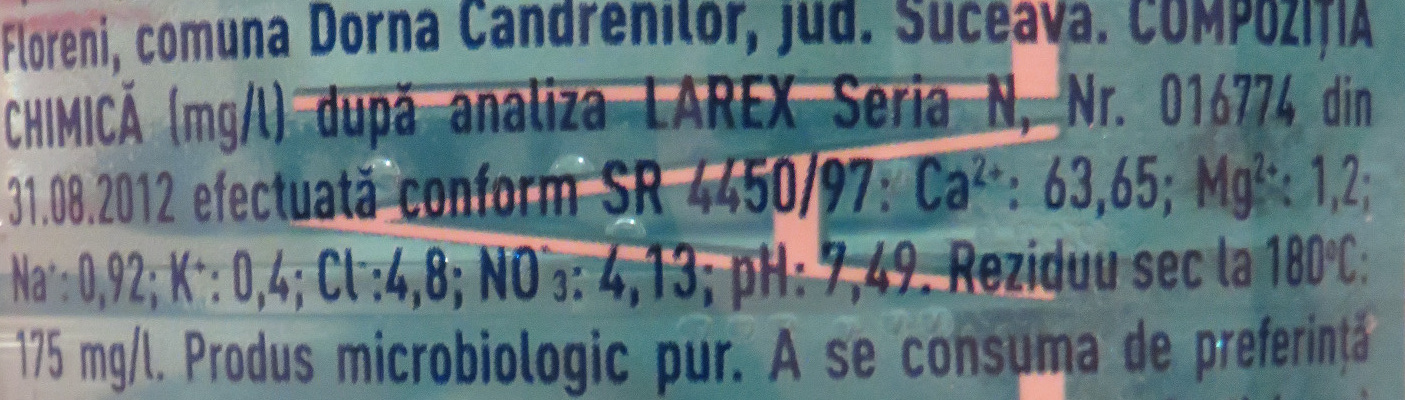 Floreni, comuna Dorna Candrenilor, jud. Suceava. COMPOZIȚIA
CHIMICĂ (mg/l) după analiza LAREX Seria N, Nr. 016774 din
31.08.2012 efectuată conform SR 4450/97: Ca²⁺: 63,65; Mg²⁺: 1,2;
Na⁺: 0,92; K⁺: 0,4; Cl⁻:4,8; NO⁻₃: 4,13; pH: 7,49. Reziduu sec la 180°C:
175 mg/l. Produs microbiologic pur. A se consuma de preferință